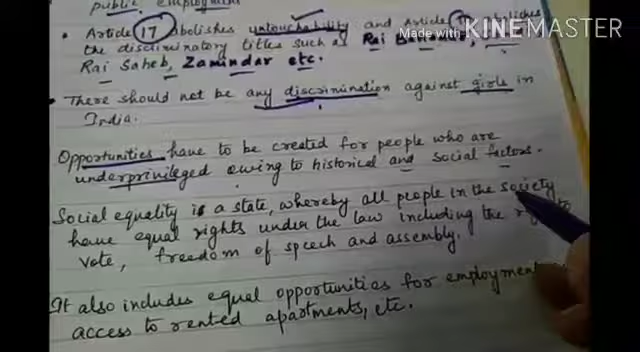 public employment
• Article 17 abolishes untouchability and Article
the discriminatory titles such as Rai
Rai Saheb, Zamindar etc.
• There should not be any discrimination against girls in
India.
Opportunities have to be created for people who are
underprivileged owing to historical and social factors.
Social equality is a state, whereby all people in the society
have equal rights under the law including the
vote, freedom of speech and assembly.
It also includes equal opportunities for employment
access to rented apartments, etc.
Made with KINEMASTER